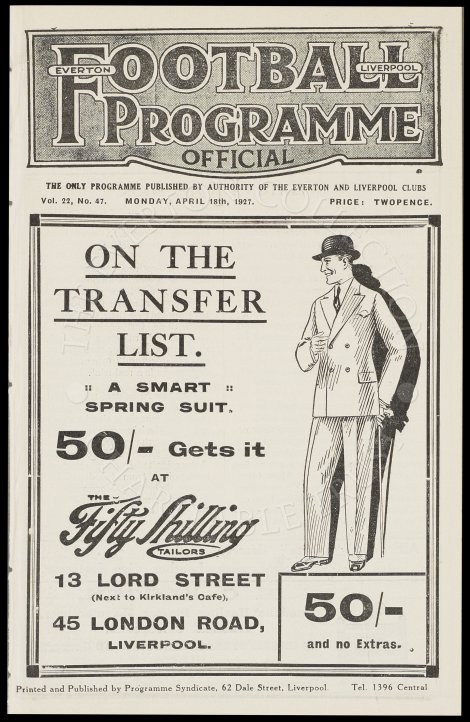 FOOTBALL
EVERTON
LIVERPOOL
PROGRAMME
OFFICIAL
THE ONLY PROGRAMME PUBLISHED BY AUTHORITY OF THE EVERTON AND LIVERPOOL CLUBS
Vol. 22, No. 47. MONDAY, APRIL 18th, 1927. PRICE: TWOPENCE.
ON THE
TRANSFER
LIST.
:: A SMART ::
SPRING SUIT.
50/- Gets it
AT
THE
Fifty Shilling
TAILORS
13 LORD STREET
(Next to Kirkland's Cafe),
45 LONDON ROAD,
LIVERPOOL.
50/-
and no Extras.
Printed and Published by Programme Syndicate, 62 Dale Street, Liverpool. Tel. 1396 Central